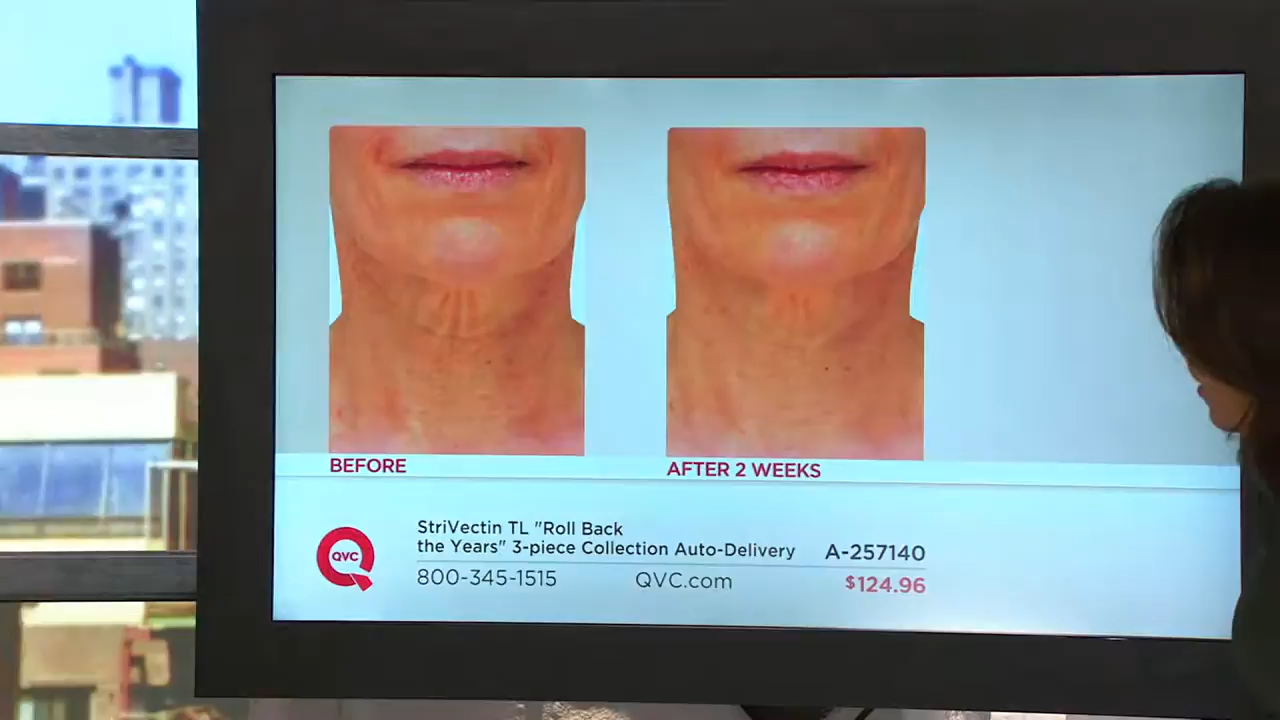 BEFORE
AFTER 2 WEEKS
QVC
StriVectin TL "Roll Back
the Years" 3-piece Collection Auto-Delivery A-257140
800-345-1515 QVC.com $124.96